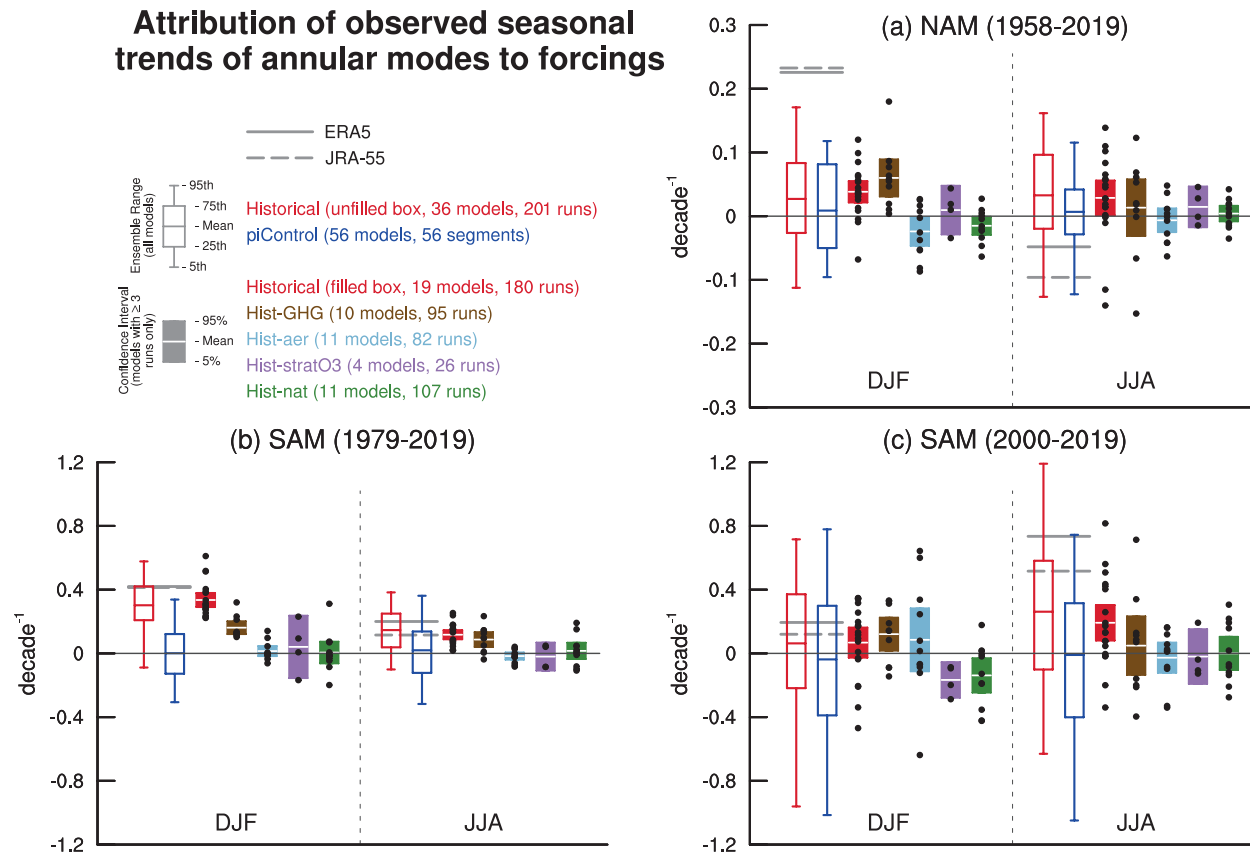 Attribution of observed seasonal
trends of annular modes to forcings
ERA5
JRA-55
Ensemble Range
(all models)
95th
75th
Mean
25th
5th
Historical (unfilled box, 36 models, 201 runs)
piControl (56 models, 56 segments)
Confidence Interval
(models with ≥ 3
runs only)
95%
Mean
5%
Historical (filled box, 19 models, 180 runs)
Hist-GHG (10 models, 95 runs)
Hist-aer (11 models, 82 runs)
Hist-stratO3 (4 models, 26 runs)
Hist-nat (11 models, 107 runs)
(a) NAM (1958-2019)
decade⁻¹
0.3
0.2
0.1
0
-0.1
-0.2
-0.3
DJF
JJA
(b) SAM (1979-2019)
decade⁻¹
1.2
0.8
0.4
0
-0.4
-0.8
-1.2
DJF
JJA
(c) SAM (2000-2019)
decade⁻¹
1.2
0.8
0.4
0
-0.4
-0.8
-1.2
DJF
JJA